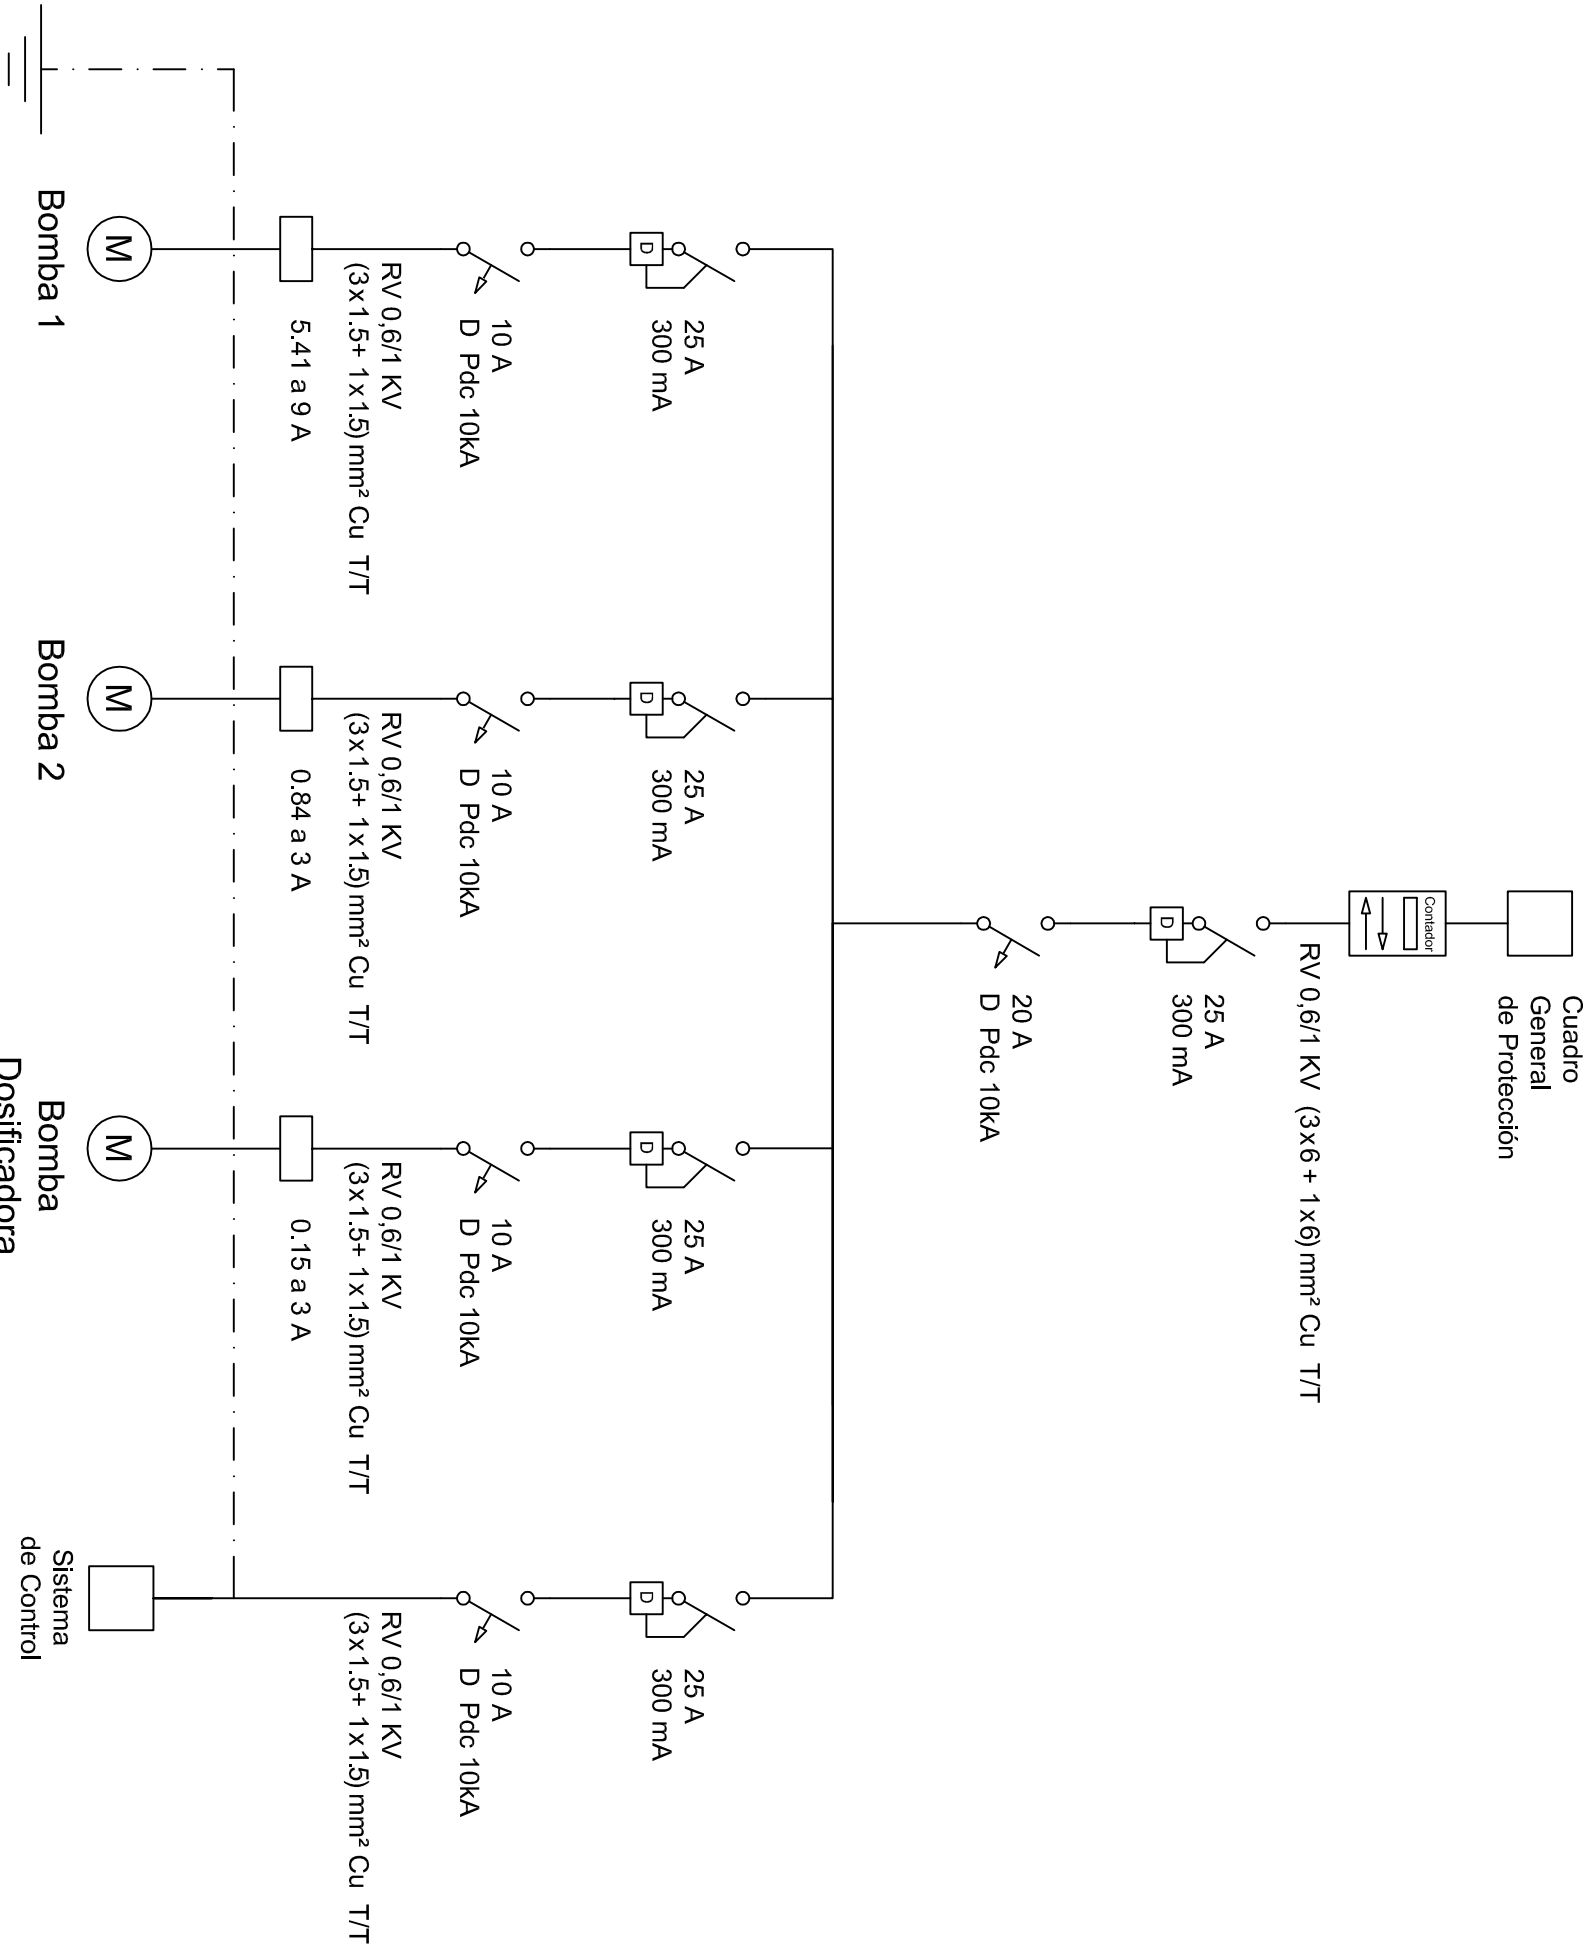 Cuadro
General
de Protección
Contador
RV 0,6/1 KV (3x6 + 1x6) mm² Cu T/T
D
25 A
300 mA
20 A
D Pdc 10kA
D
25 A
300 mA
10 A
D Pdc 10kA
RV 0,6/1 KV
(3x1.5+ 1x1.5) mm² Cu T/T
5.41 a 9 A
M
Bomba 1
D
25 A
300 mA
10 A
D Pdc 10kA
RV 0,6/1 KV
(3x1.5+ 1x1.5) mm² Cu T/T
0.84 a 3 A
M
Bomba 2
D
25 A
300 mA
10 A
D Pdc 10kA
RV 0,6/1 KV
(3x1.5+ 1x1.5) mm² Cu T/T
0.15 a 3 A
M
Bomba
Dosificadora
D
25 A
300 mA
10 A
D Pdc 10kA
RV 0,6/1 KV
(3x1.5+ 1x1.5) mm² Cu T/T
Sistema
de Control